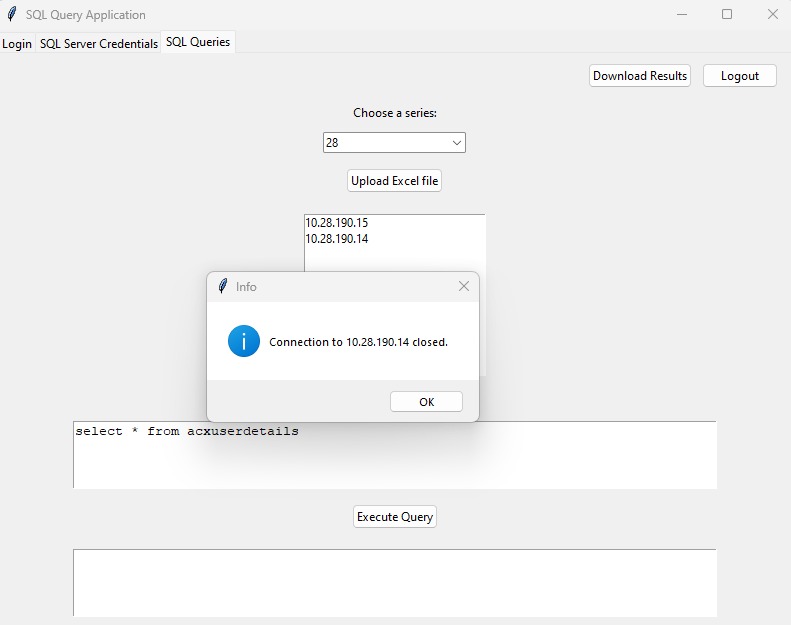 SQL Query Application
Login SQL Server Credentials SQL Queries
Download Results Logout
Choose a series:
28
Upload Excel file
10.28.190.15
10.28.190.14
Info
Connection to 10.28.190.14 closed.
OK
select * from acxuserdetails
Execute Query